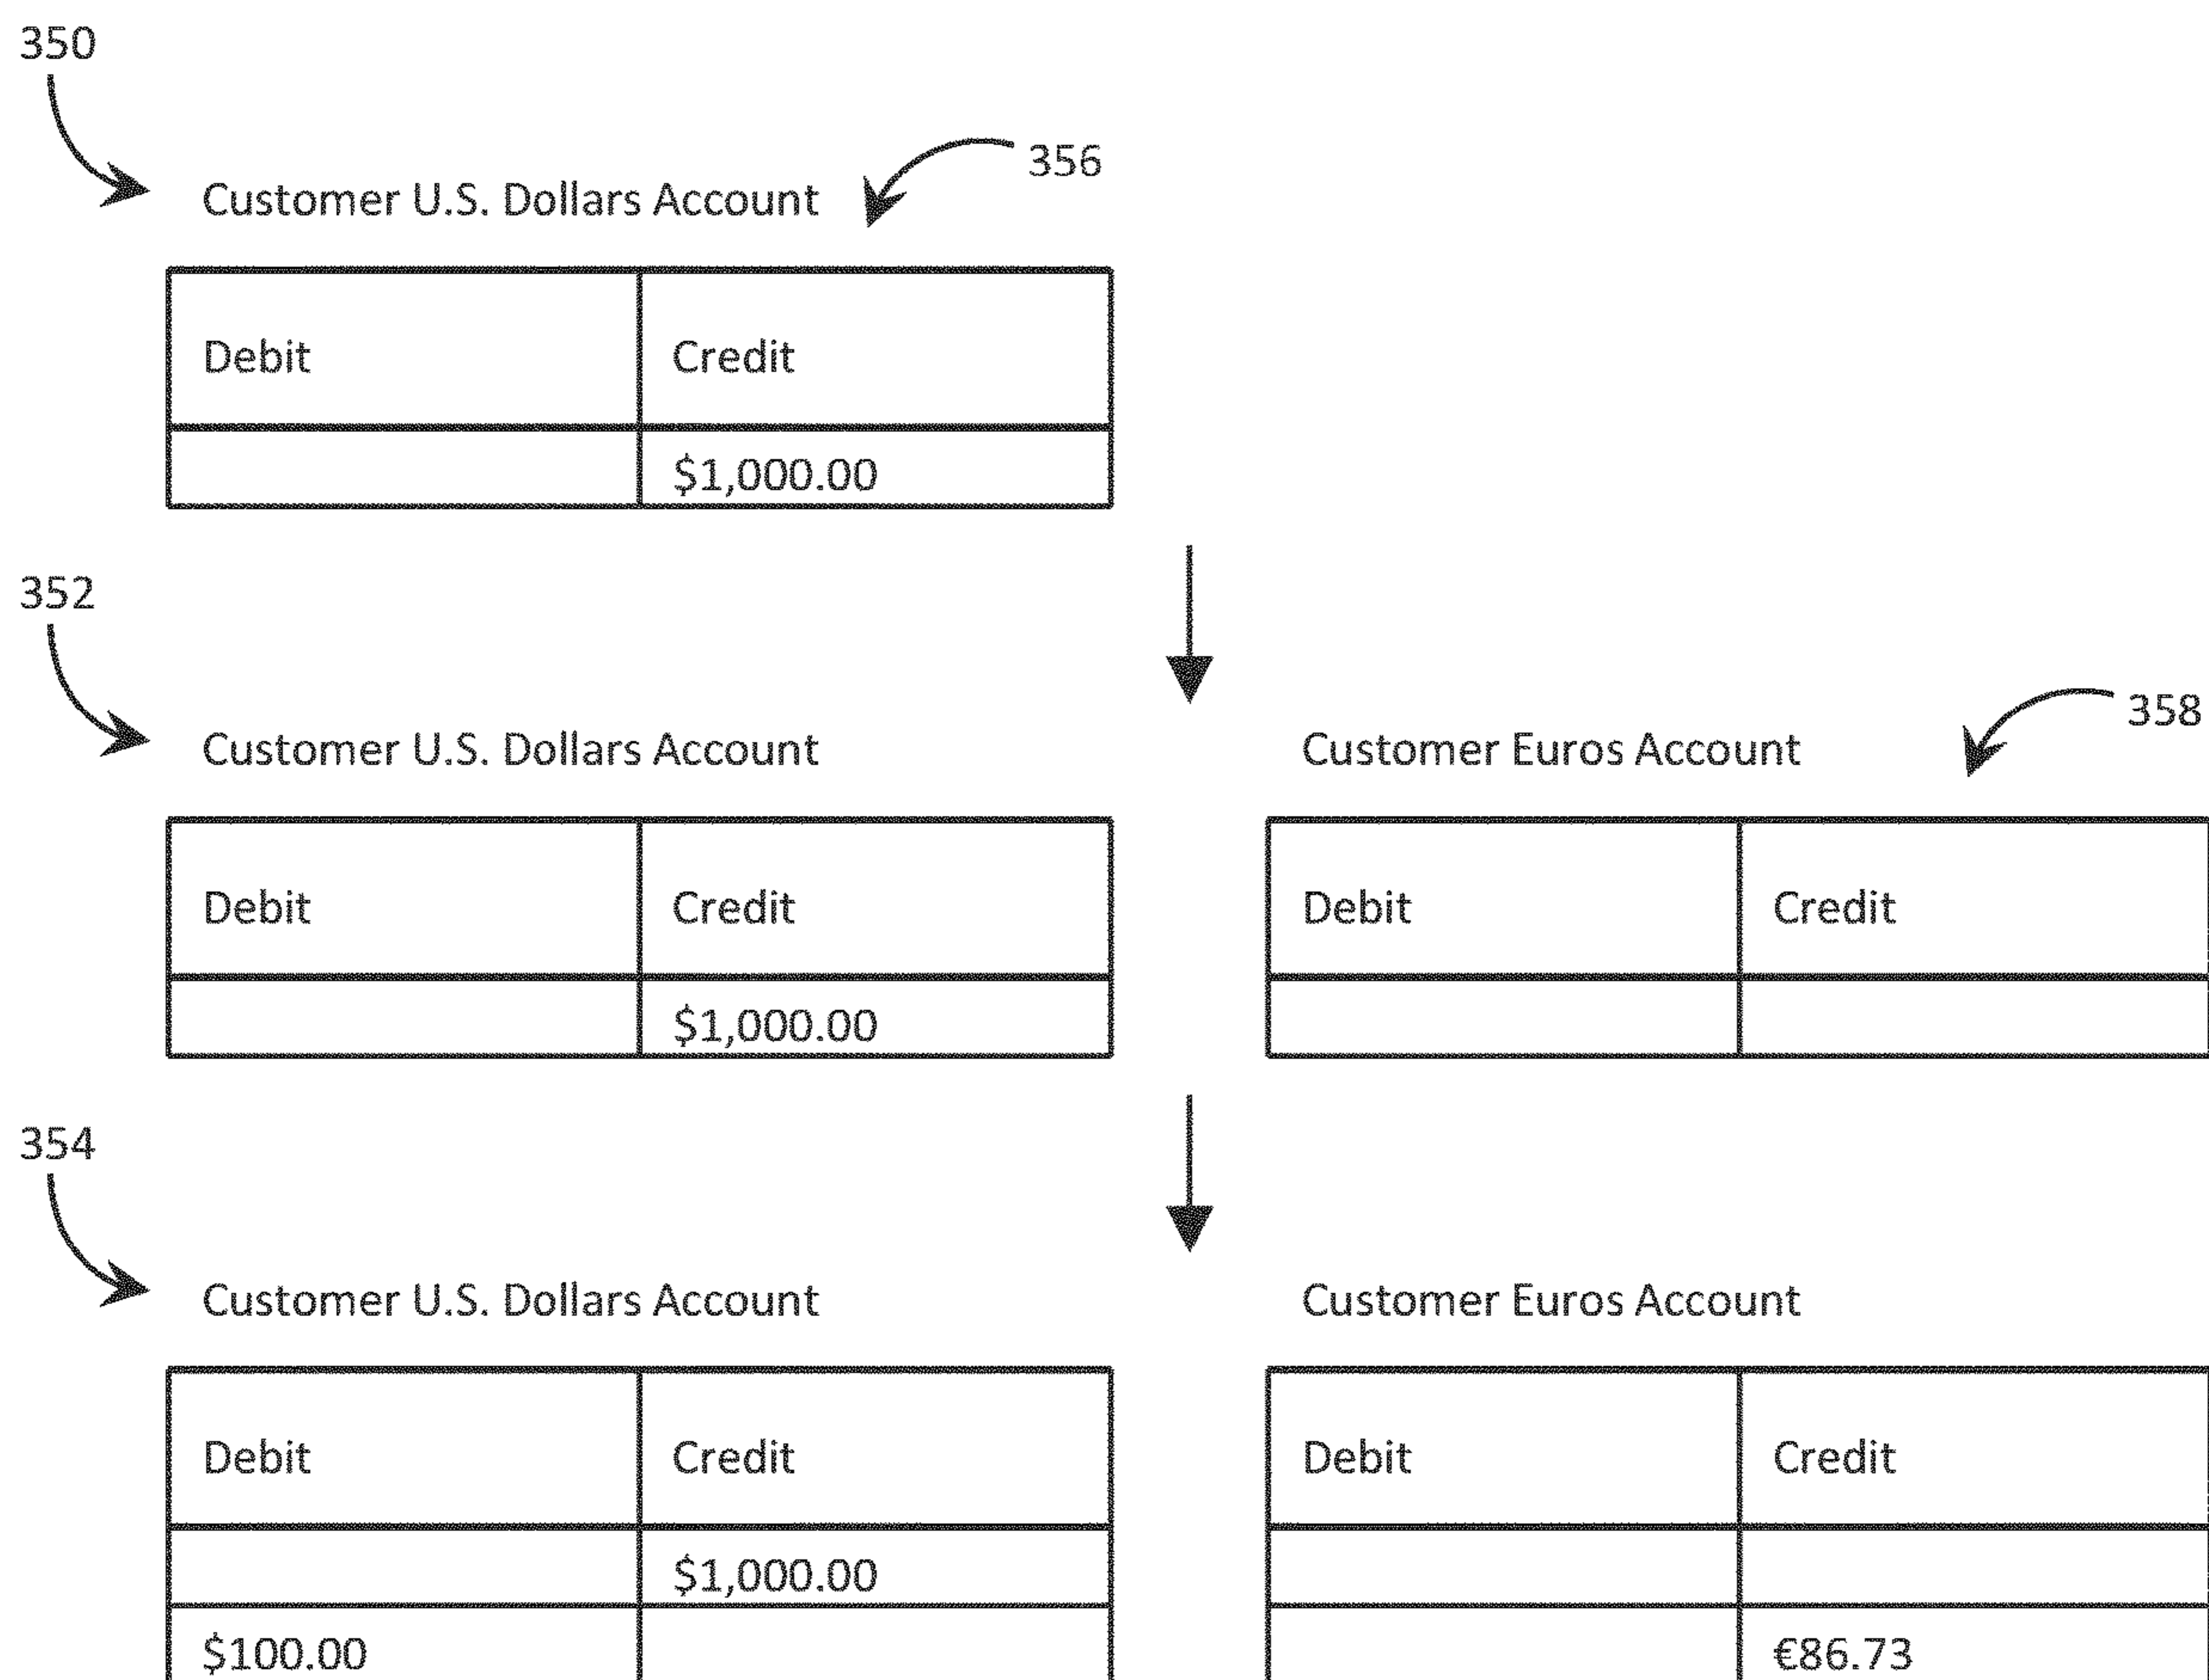 350
356
Customer U.S. Dollars Account
Debit Credit
$1,000.00
352
358
Customer U.S. Dollars Account Customer Euros Account
Debit Credit Debit Credit
$1,000.00
354
Customer U.S. Dollars Account Customer Euros Account
Debit Credit Debit Credit
$1,000.00
$100.00 €86.73